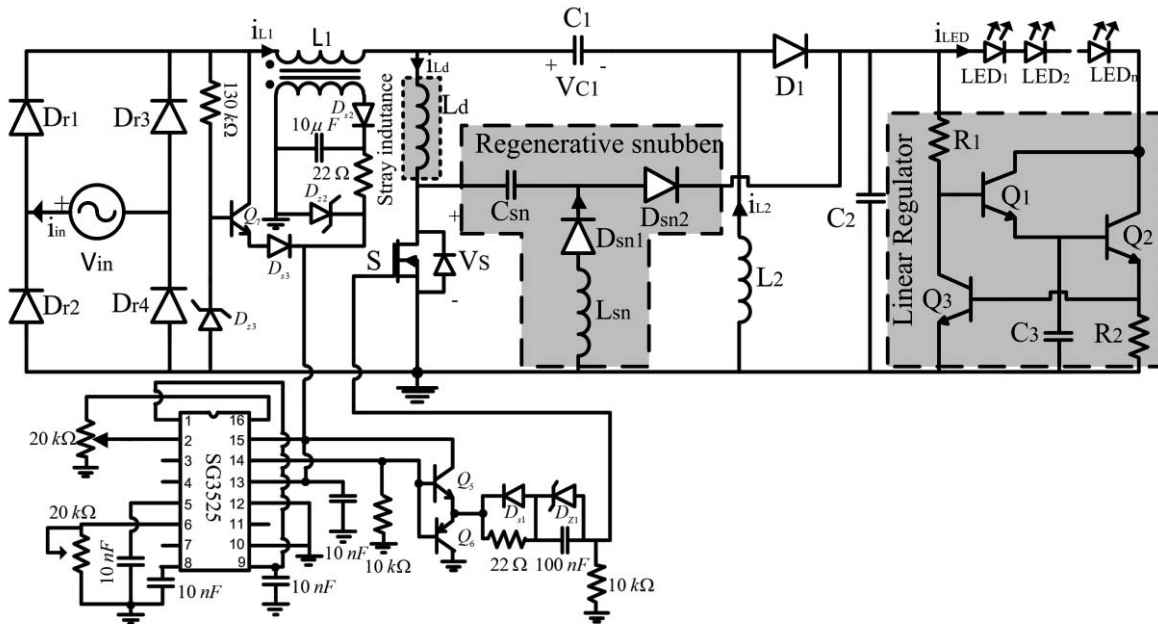 iL1
L1
C1
+ -
VC1
iLd
Ld
Stray indutance
D1
iLED
LED1 LED2 LEDn
Dr1
Dr3
130 kΩ
Ds2
10μF
22Ω
Dz2
Regenerative snubber
Csn
Dsn2
Dsn1
Lsn
+
iin
Vin
Q7
Ds3
+
S
VS
-
iL2
L2
C2
R1
Q1
Q2
Q3
C3
R2
Linear Regulator
Dr2
Dr4
Dz3
20 kΩ
1 16
2 15
3 14
4 13
5 12
6 11
7 10
8 9
SG3525
20 kΩ
10 nF
10 nF
10 nF
10 nF
10 kΩ
Q5
Q6
Ds1
DZ1
22Ω
100 nF
10 kΩ